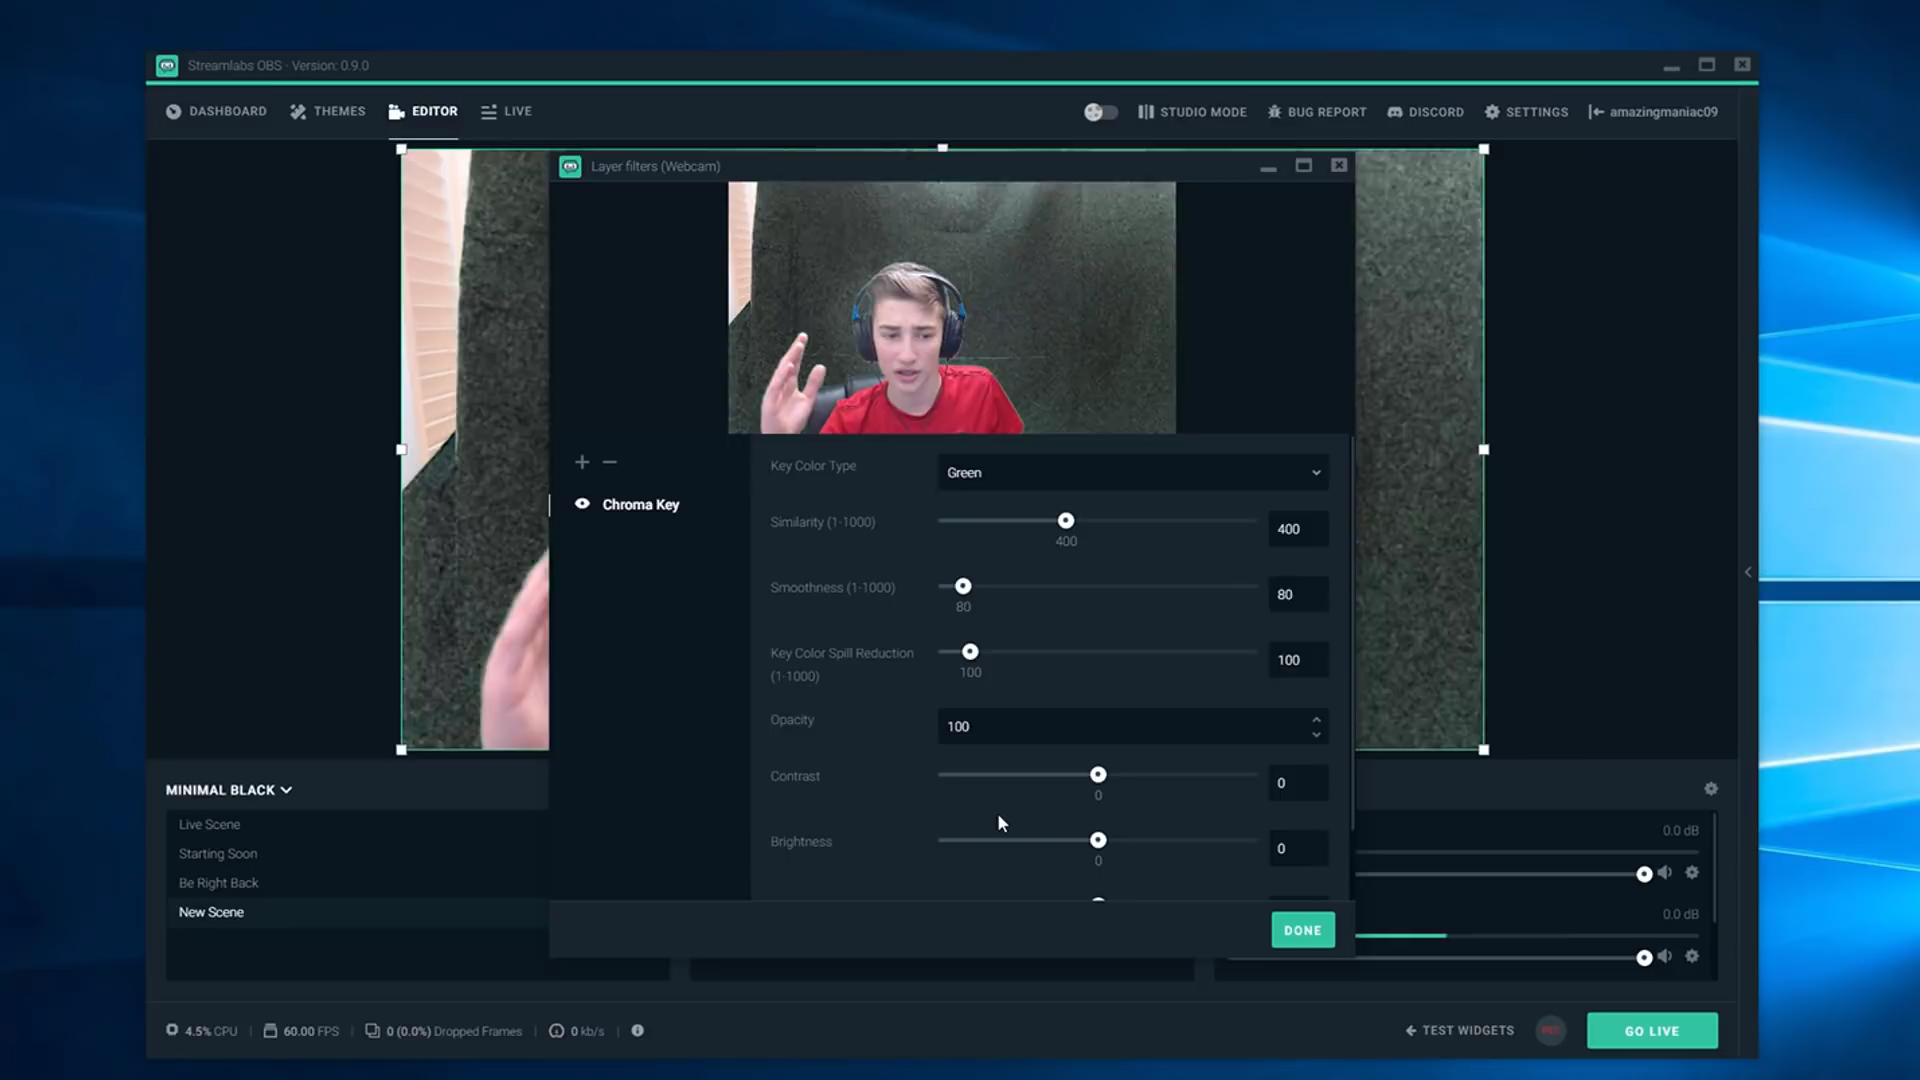 Streamlabs OBS - Version: 0.9.0
DASHBOARD THEMES EDITOR LIVE STUDIO MODE BUG REPORT DISCORD SETTINGS amazingmaniac09
Layer filters (Webcam)
Key Color Type Green
Chroma Key
Similarity (1-1000) 400
400
Smoothness (1-1000) 80
80
Key Color Spill Reduction
(1-1000) 100
100
Opacity 100
Contrast 0
0
Brightness 0
0
DONE
MINIMAL BLACK
Live Scene
Starting Soon
Be Right Back
New Scene
0.0 dB
0.0 dB
4.5% CPU 60.00 FPS 0 (0.0%) Dropped Frames 0 kb/s TEST WIDGETS REC GO LIVE